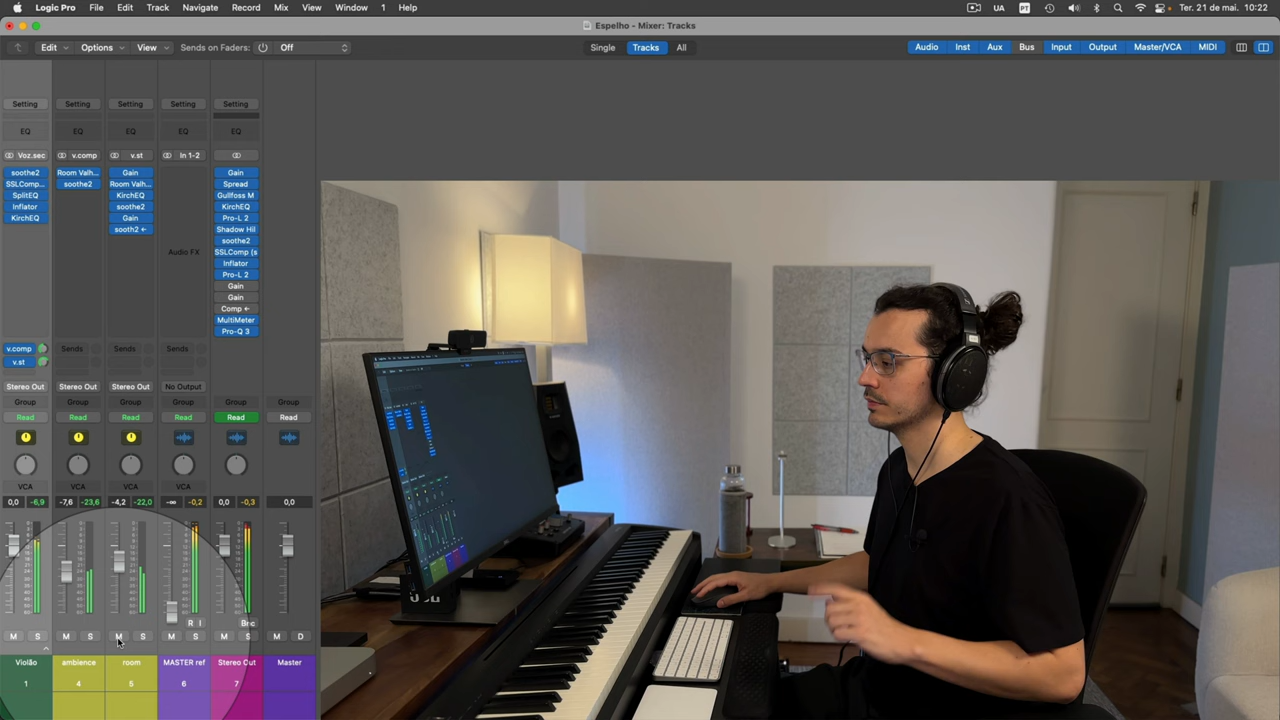 Logic Pro File Edit Track Navigate Record Mix View Window 1 Help UA PT Ter. 21 de mai. 10:22
Espelho - Mixer: Tracks
Edit Options View Sends on Faders: Off Single Tracks All Audio Inst Aux Bus Input Output Master/VCA MIDI
Setting Setting Setting Setting Setting
EQ EQ EQ EQ EQ
Voz.sec v.comp v.st In 1-2
soothe2 Room Valh... Gain Gain
SSLComp... soothe2 Room Valh... Spread
SplitEQ KirchEQ Gullfoss M
Inflator soothe2 KirchEQ
KirchEQ Gain Pro-L 2
sooth2 ← Shadow Hil
soothe2
Audio FX SSLComp (s
Inflator
Pro-L 2
Gain
Gain
Comp ←
MultiMeter
Pro-Q 3
v.comp Sends Sends Sends
v.st
Stereo Out Stereo Out Stereo Out No Output
Group Group Group Group Group Group
Read Read Read Read Read Read
VCA VCA VCA VCA VCA
0,0 -6,9 -7,6 -23,6 -4,2 -22,0 -∞ -0,2 0,0 -0,3 0,0
R I Bnc
M S M S M S M S M S M D
Violão ambience room MASTER ref Stereo Out Master
1 4 5 6 7